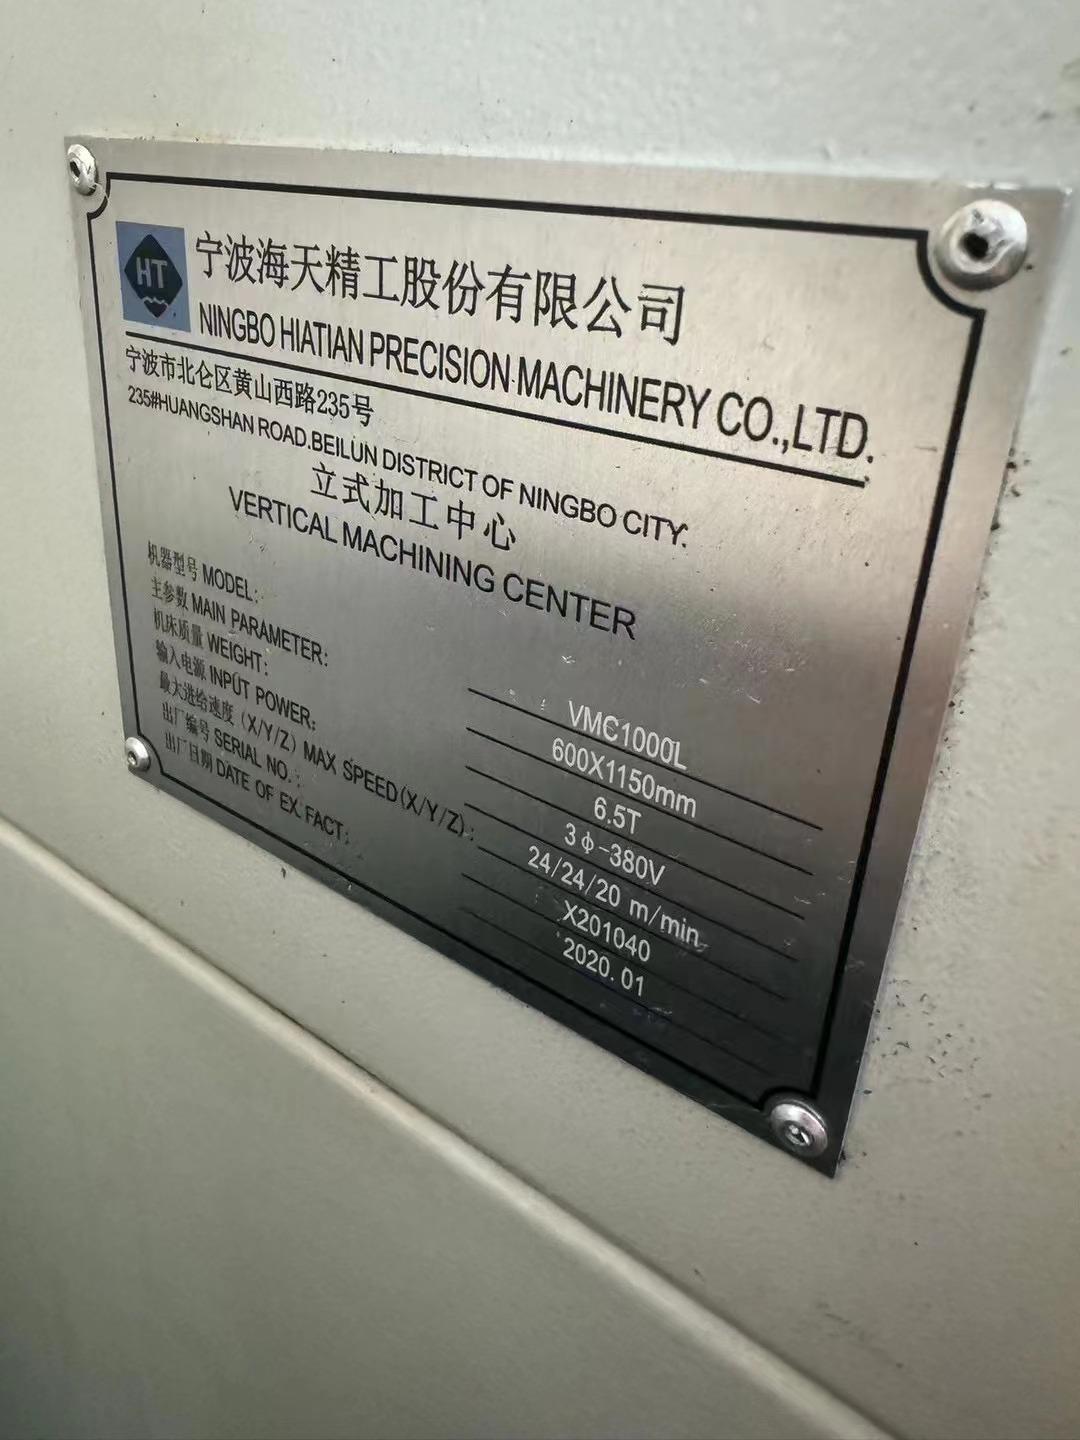 HT
宁波海天精工股份有限公司
NINGBO HIATIAN PRECISION MACHINERY CO.,LTD.
宁波市北仑区黄山西路235号
235#HUANGSHAN ROAD.BEILUN DISTRICT OF NINGBO CITY.
立式加工中心
VERTICAL MACHINING CENTER
机器型号 MODEL: VMC1000L
主参数 MAIN PARAMETER: 600X1150mm
机床质量 WEIGHT: 6.5T
输入电源 INPUT POWER: 3φ-380V
最大进给速度 (X/Y/Z) MAX SPEED(X/Y/Z): 24/24/20 m/min
出厂编号 SERIAL NO.: X201040
出厂日期 DATE OF EX.FACT: 2020.01